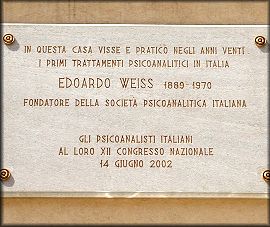 IN QUESTA CASA VISSE E PRATICÒ NEGLI ANNI VENTI
I PRIMI TRATTAMENTI PSICOANALITICI IN ITALIA
EDOARDO WEISS 1889-1970
FONDATORE DELLA SOCIETÀ PSICOANALITICA ITALIANA
GLI PSICOANALISTI ITALIANI
AL LORO XII CONGRESSO NAZIONALE
14 GIUGNO 2002